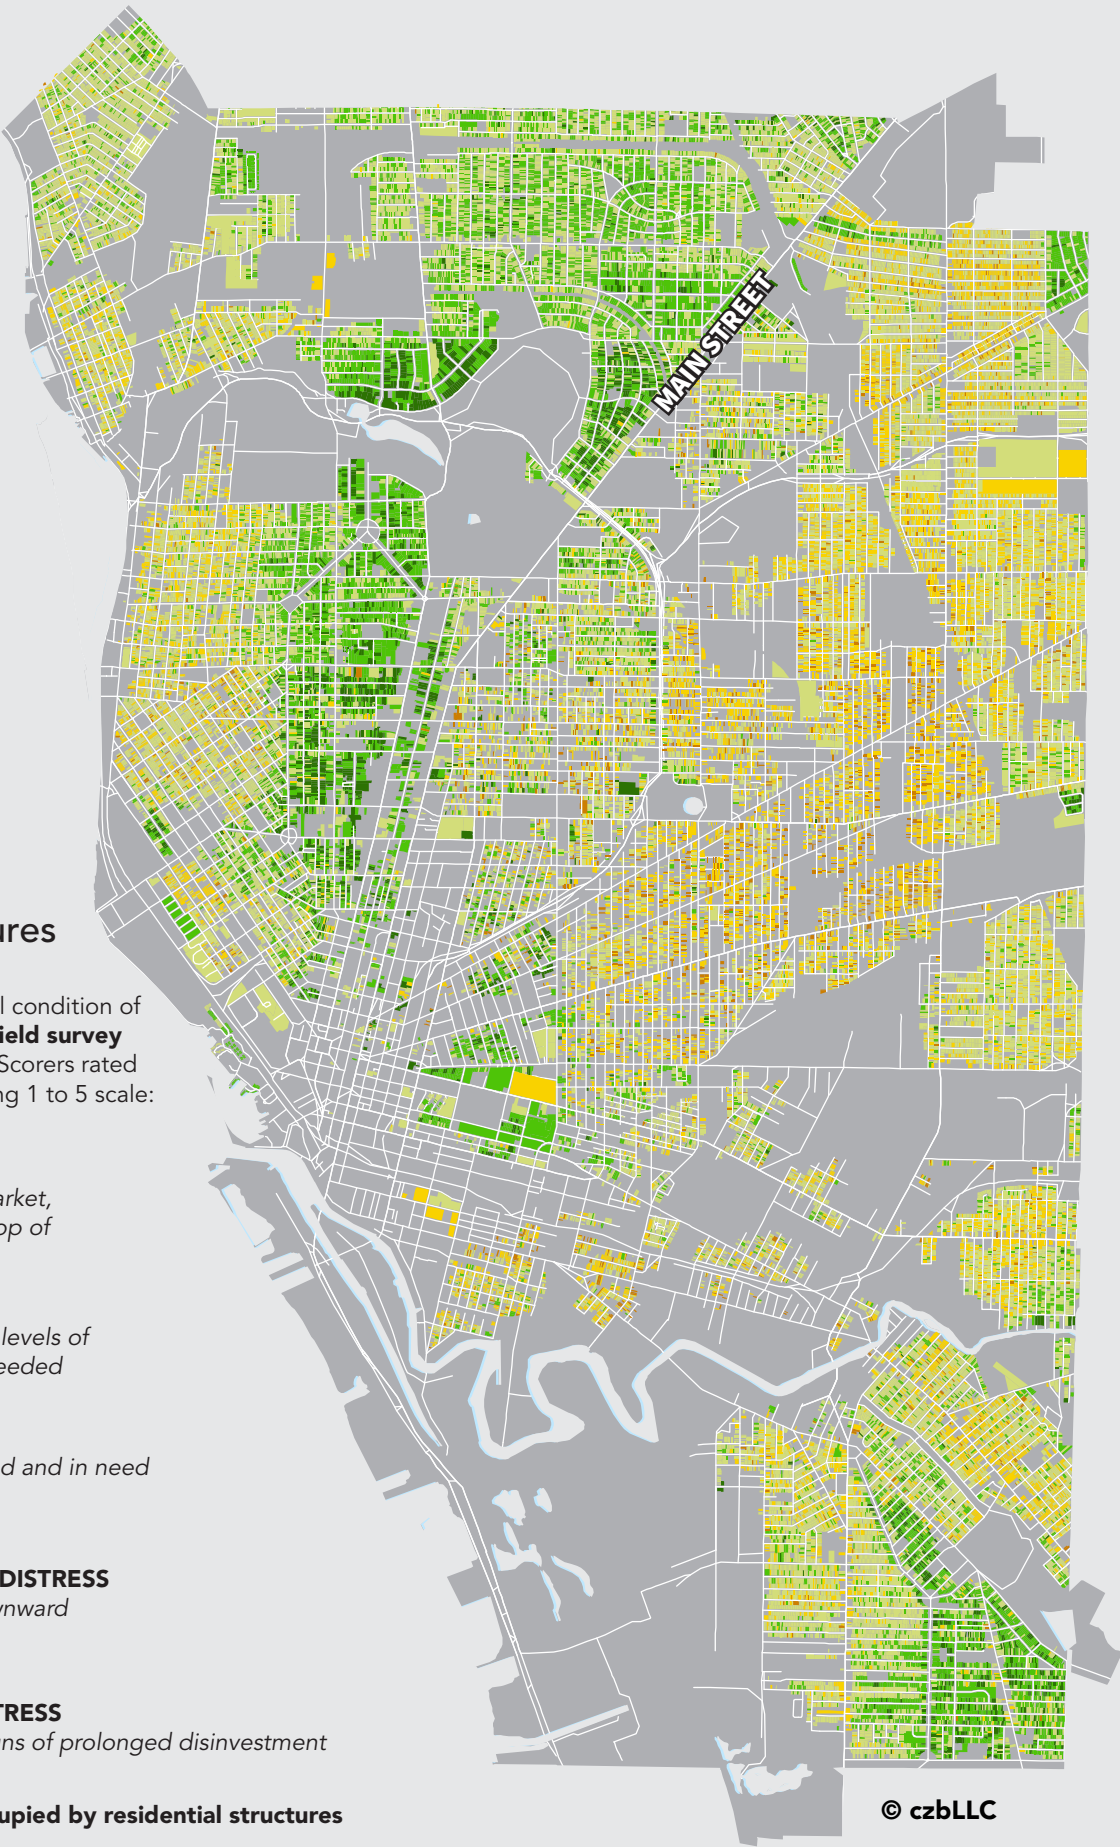 MAIN STREET
ures
l condition of
ield survey
Scorers rated
ng 1 to 5 scale:
arket,
op of
levels of
eeded
d and in need
DISTRESS
wnward
TRESS
ns of prolonged disinvestment
upied by residential structures
© czbLLC